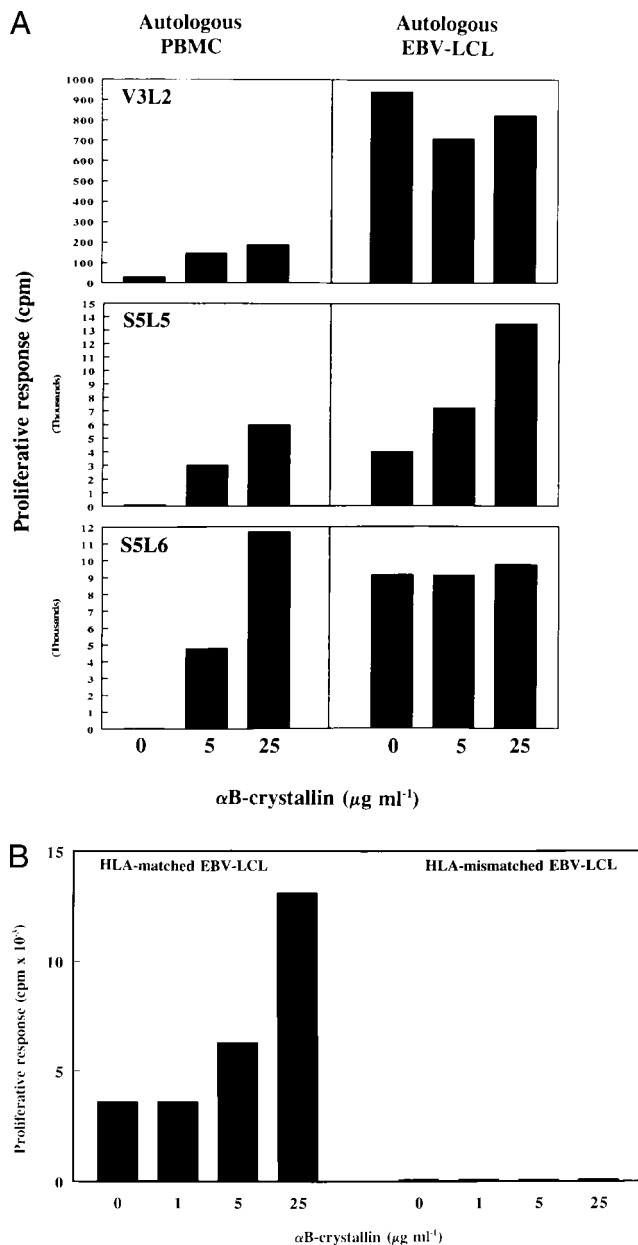 A
Autologous
PBMC
Autologous
EBV-LCL
Proliferative response (cpm)
V3L2
1000
900
800
700
600
500
400
300
200
100
0
S5L5
(Thousands)
15
14
13
12
11
10
9
8
7
6
5
4
3
2
1
0
S5L6
(Thousands)
12
11
10
9
8
7
6
5
4
3
2
1
0
0 5 25 0 5 25
αB-crystallin (µg ml⁻¹)
B
HLA-matched EBV-LCL HLA-mismatched EBV-LCL
Proliferative response (cpm x 10⁻³)
15
10
5
0
0 1 5 25 0 1 5 25
αB-crystallin (µg ml⁻¹)